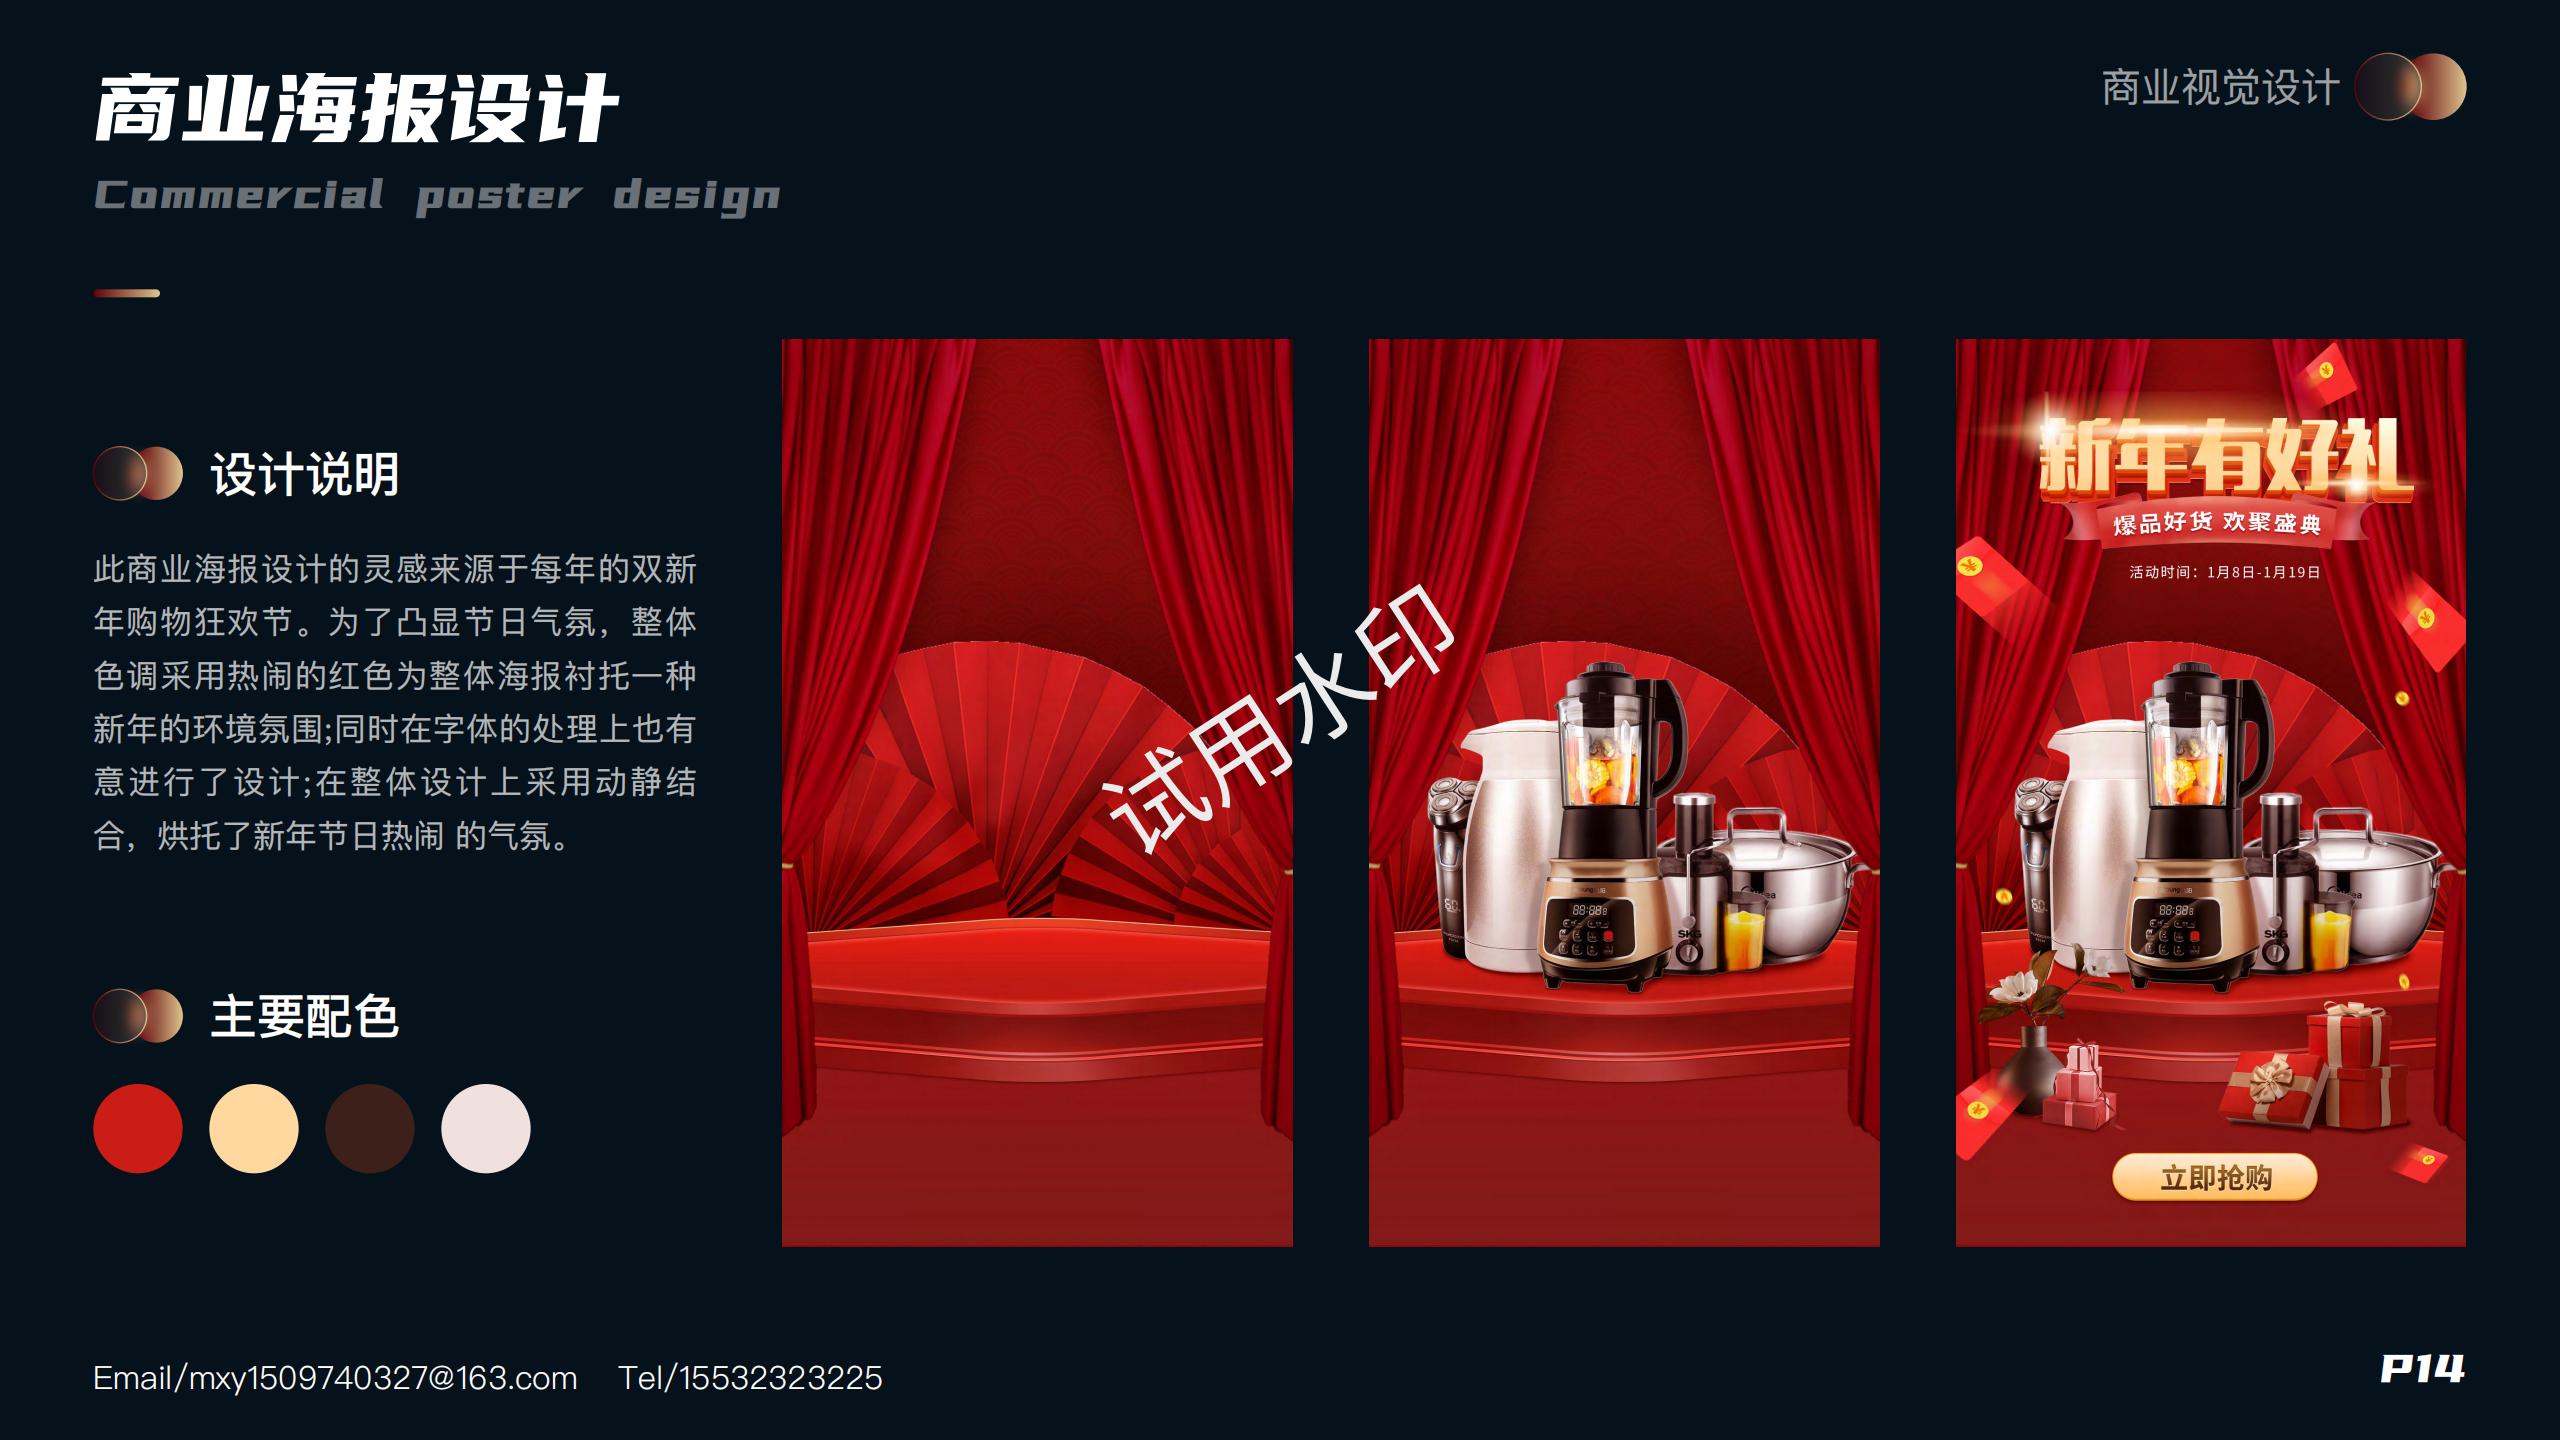 商业海报设计
商业视觉设计
Commercial poster design
设计说明
此商业海报设计的灵感来源于每年的双新
年购物狂欢节。为了凸显节日气氛，整体
色调采用热闹的红色为整体海报衬托一种
新年的环境氛围;同时在字体的处理上也有
意进行了设计;在整体设计上采用动静结
合，烘托了新年节日热闹 的气氛。
主要配色
试用水印
88:88
SKG
新年有好礼
爆品好货 欢聚盛典
活动时间：1月8日-1月19日
88:88
SKG
立即抢购
Email/mxy1509740327@163.com Tel/15532323225
P14